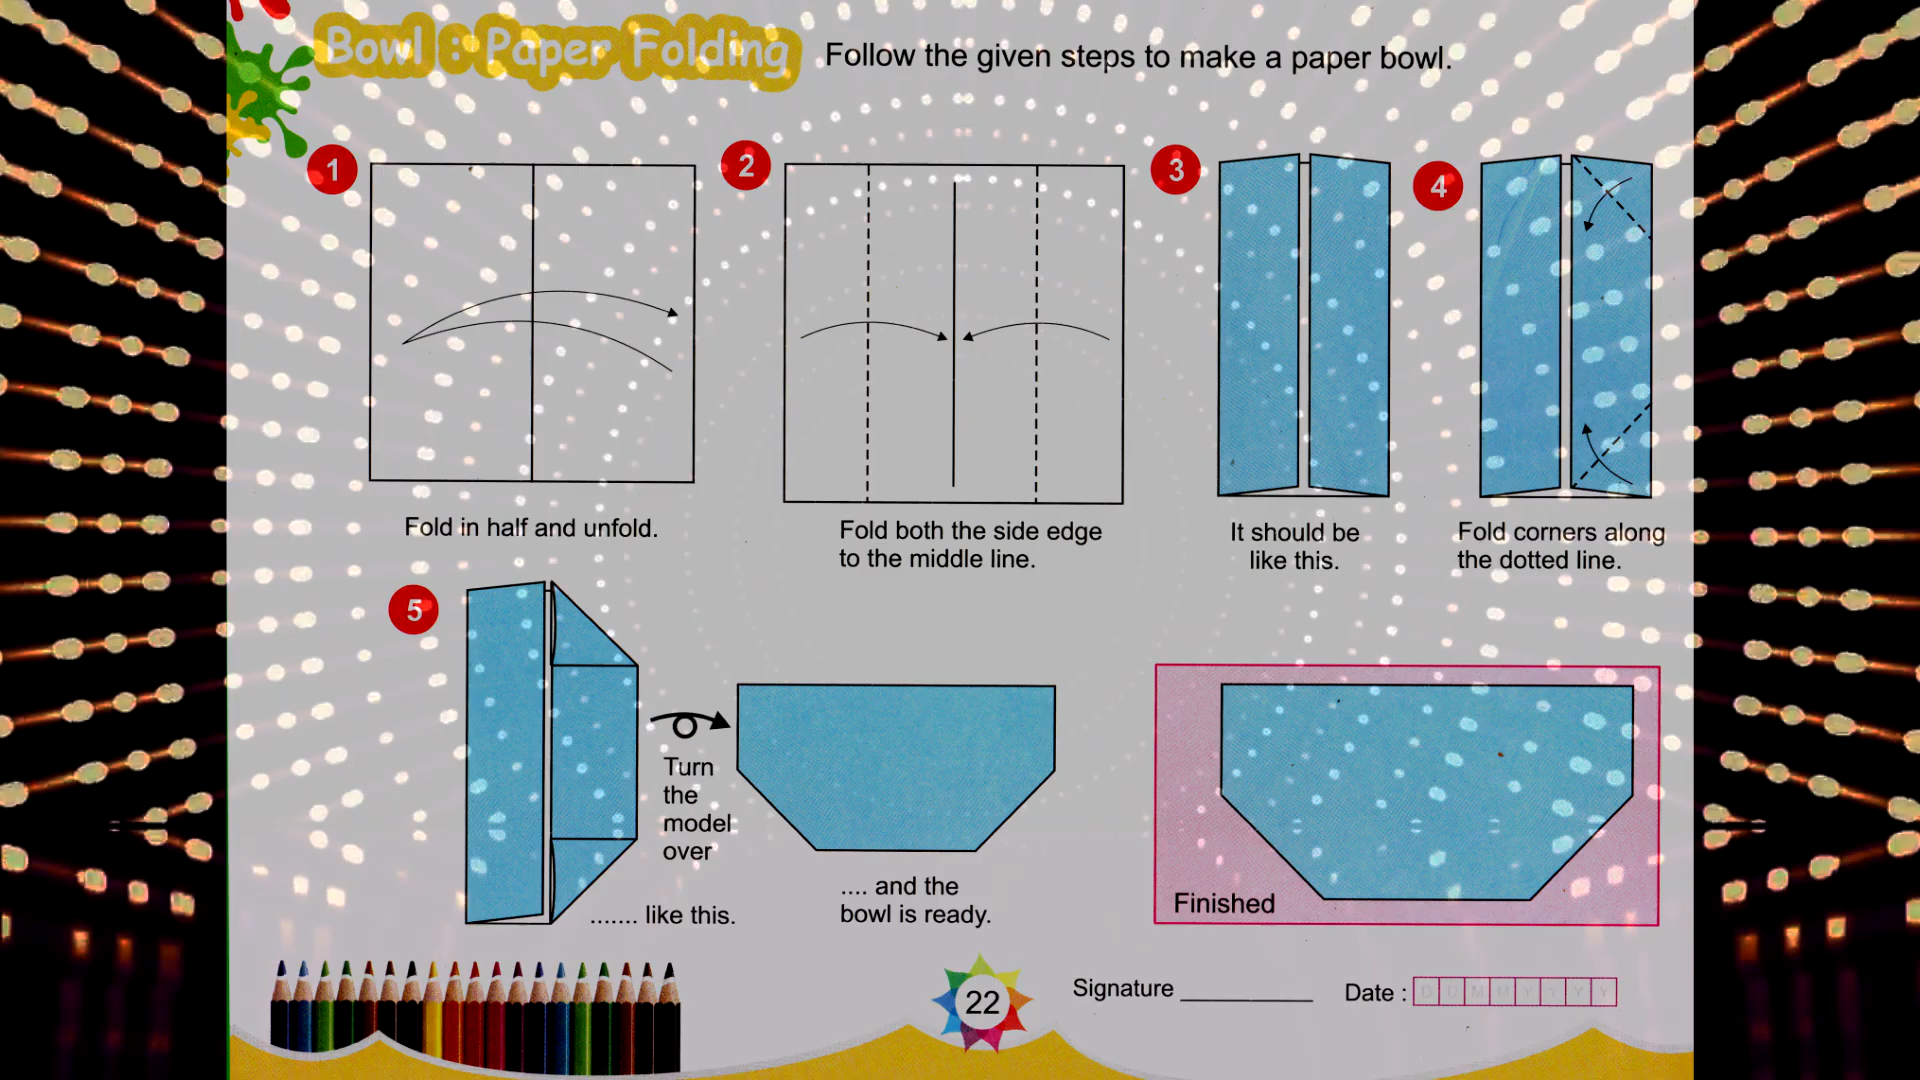 Bowl : Paper Folding
Follow the given steps to make a paper bowl.
1
2
3
4
Fold in half and unfold.
Fold both the side edge
to the middle line.
It should be
like this.
Fold corners along
the dotted line.
5
Turn
the
model
over
....... like this.
.... and the
bowl is ready.
Finished
22
Signature
Date : D D M M Y Y Y Y